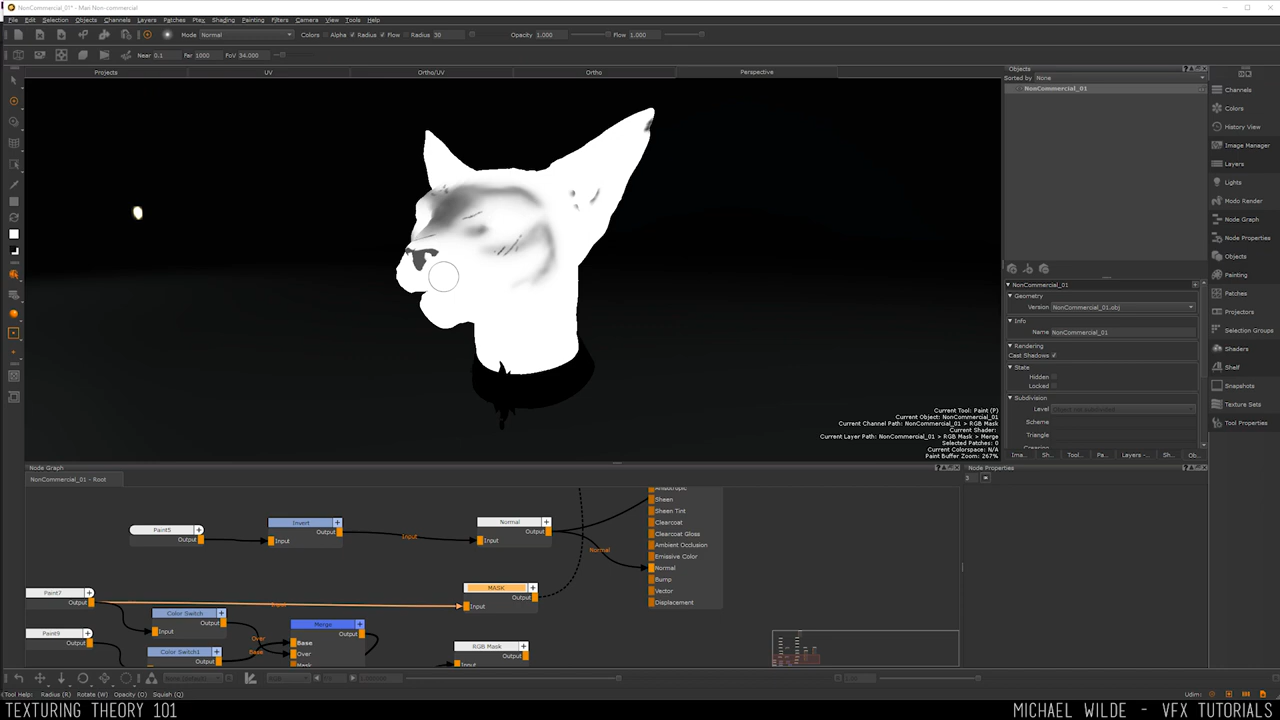 NonCommercial_01* - Mari Non-commercial
File Edit Selection Objects Channels Layers Patches Play Shading Painting Filters Camera View Tools Help
Mode Normal Colors Alpha Radius Flow Radius 30 Opacity 1.000 Flow 1.000
Near 0.1 Far 1000 FoV 34.000
Projects UV Ortho/UV Ortho Perspective
Objects
Sorted by None
NonCommercial_01
NonCommercial_01
Geometry
Version NonCommercial_01.obj
Info
Name NonCommercial_01
Rendering
Cast Shadows
State
Hidden
Locked
Subdivision
Level
Scheme
Triangle
Ima... Sh... Tool... Pa... Layers - ... Sh... Ob...
Channels
Colors
History View
Image Manager
Layers
Lights
Modo Render
Node Graph
Node Properties
Objects
Painting
Patches
Projectors
Selection Groups
Shaders
Shelf
Snapshots
Texture Sets
Tool Properties
Current Tool: Paint (P)
Current Object: NonCommercial_01
Current Channel Path: NonCommercial_01 > RGB Mask
Current Shader:
Current Layer Path: NonCommercial_01 > RGB Mask > Merge
Selected Patches: 0
Current Colorspace: N/A
Paint Buffer Zoom: 267%
Node Graph
NonCommercial_01 - Root
Node Properties
3
Paint5
Output
Invert
Output
Input
Input
Normal
Output
Input
Normal
Sheen
Sheen Tint
Clearcoat
Clearcoat Gloss
Ambient Occlusion
Emissive Color
Normal
Bump
Vector
Displacement
Paint7
Output
MASK
Output
Input
Color Switch
Output
Input
Paint9
Output
Color Switch1
Output
Over
Base
Merge
Output
Base
Over
Mask
RGB Mask
Output
Input
Tool Help: Radius (R) Rotate (W) Opacity (O) Squish (Q)
Udim:
TEXTURING THEORY 101
MICHAEL WILDE - VFX TUTORIALS